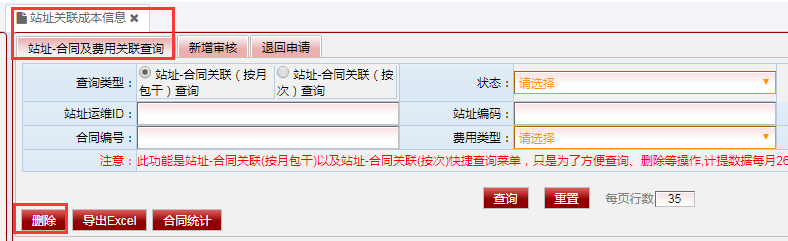 站址关联成本信息
站址-合同及费用关联查询 新增审核 退回申请
查询类型： 站址-合同关联（按月包干）查询 站址-合同关联（按次）查询 状态： 请选择
站址运维ID： 站址编码：
合同编号： 费用类型： 请选择
注意： 此功能是站址-合同关联(按月包干)以及站址-合同关联(按次)快捷查询菜单，只是为了方便查询、删除等操作,计提数据每月26
查询 重置 每页行数 35
删除 导出Excel 合同统计